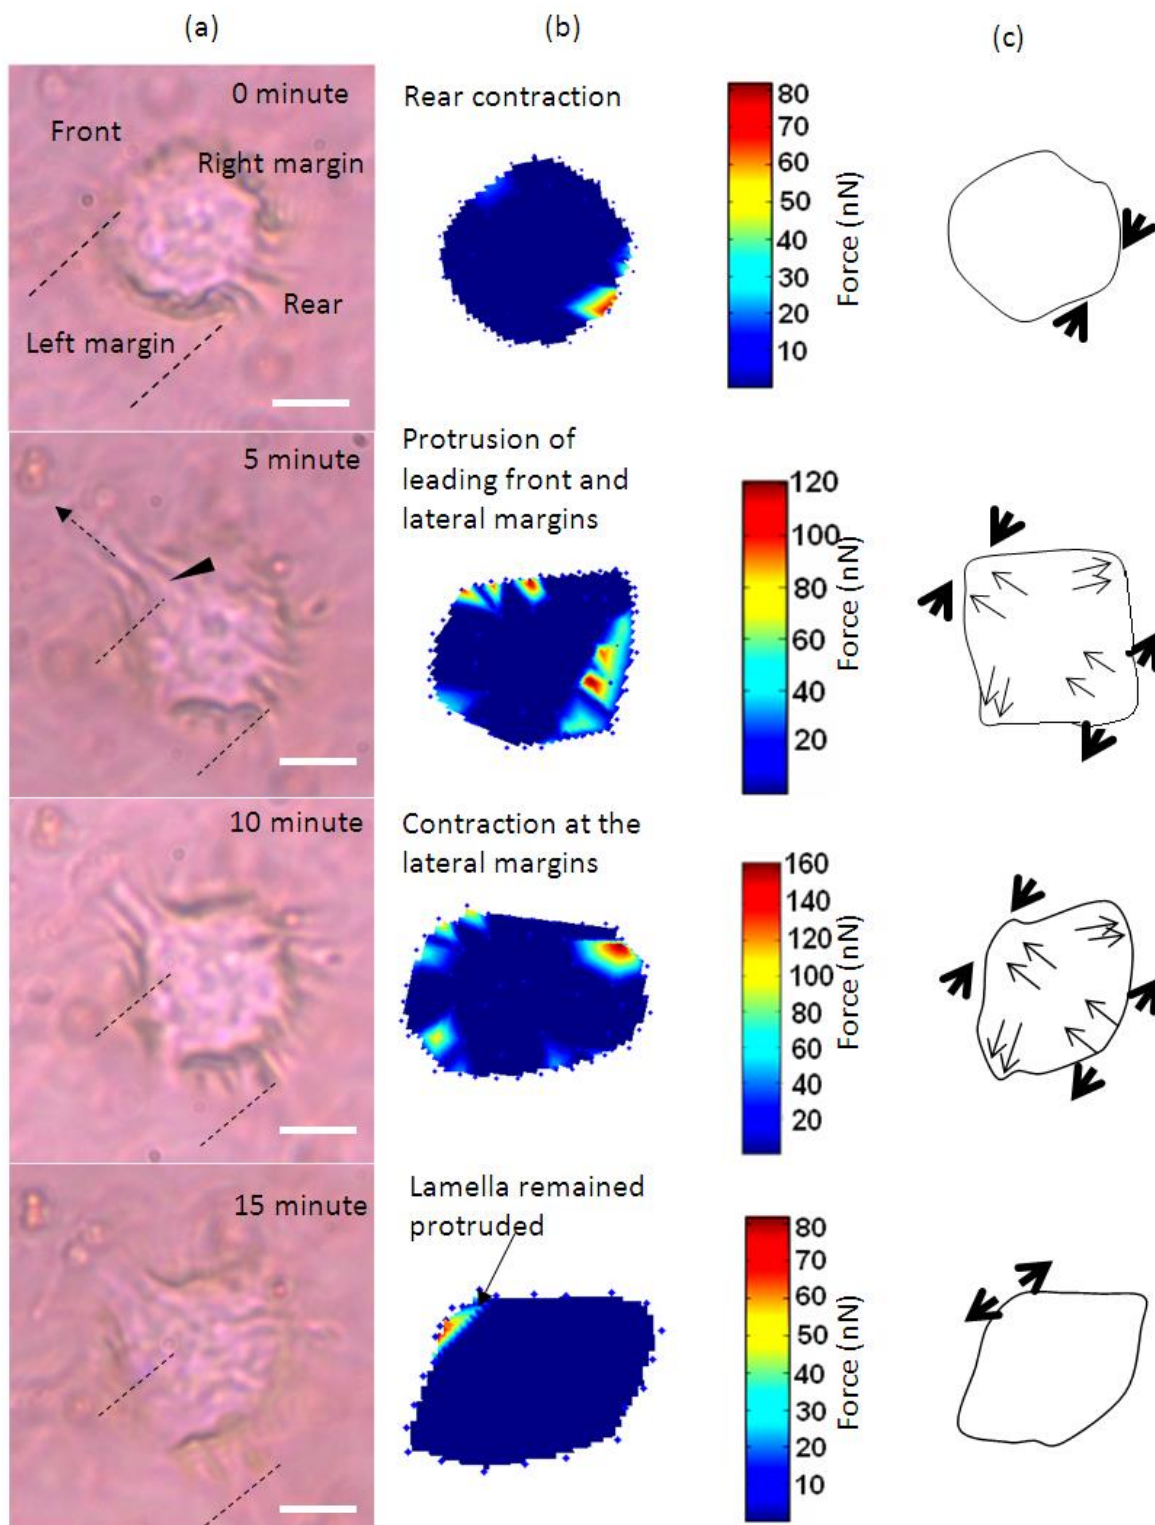 (a)
(b)
(c)
0 minute
Front
Right margin
Rear
Left margin
Rear contraction
80
70
60
50
40
30
20
10
Force (nN)
5 minute
Protrusion of
leading front and
lateral margins
120
100
80
60
40
20
Force (nN)
10 minute
Contraction at the
lateral margins
160
140
120
100
80
60
40
20
Force (nN)
15 minute
Lamella remained
protruded
80
70
60
50
40
30
20
10
Force (nN)